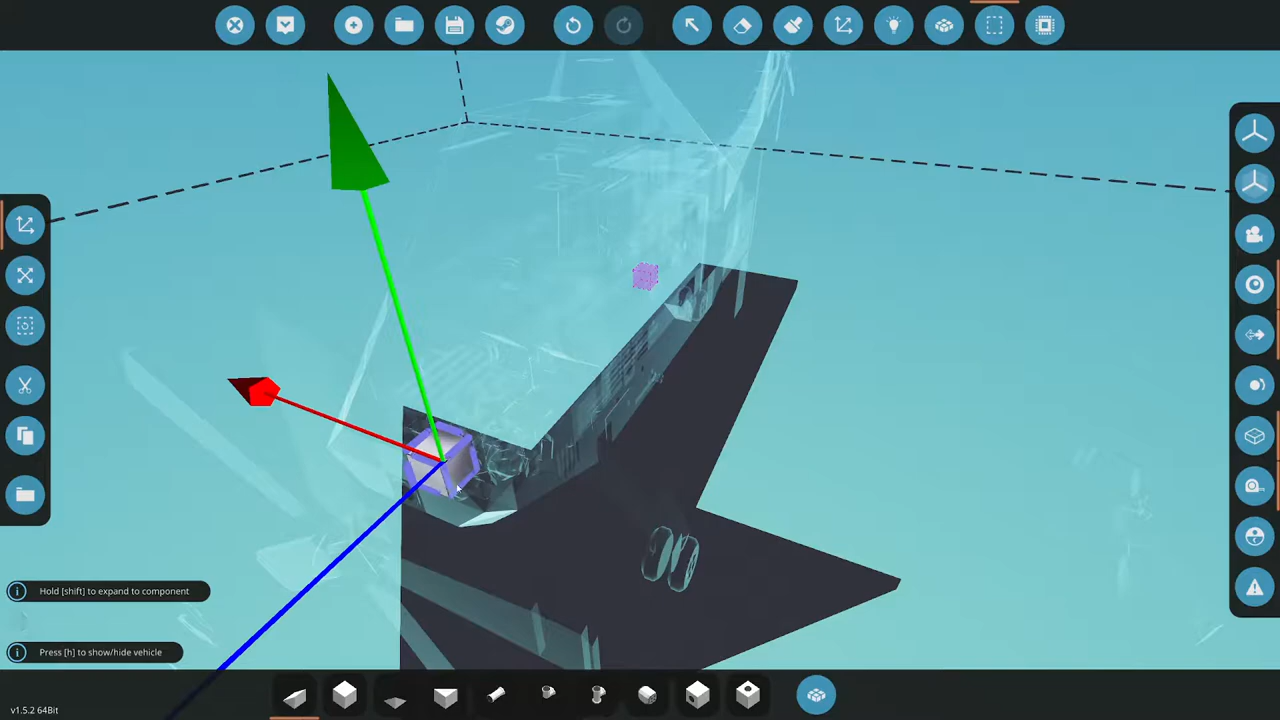 Hold [shift] to expand to component
Press [h] to show/hide vehicle
v1.5.2 64Bit